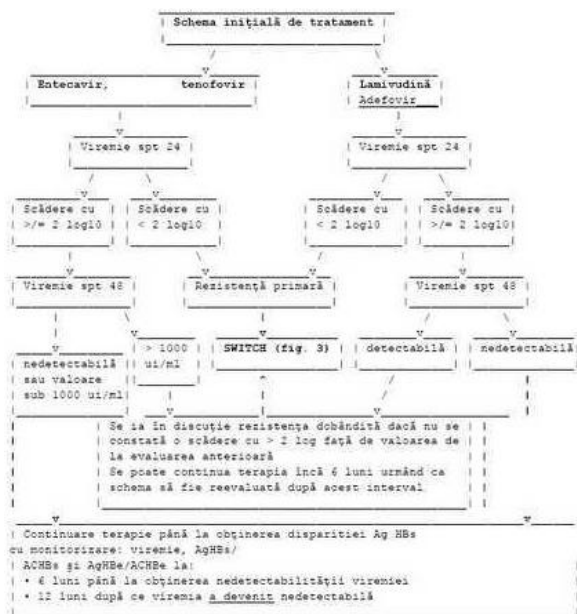 Schema inițială de tratament
Entecavir, tenofovir
Lamivudină
Adefovir
Viremie spt 24
Viremie spt 24
Scădere cu
>/= 2 log10
Scădere cu
< 2 log10
Scădere cu
< 2 log10
Scădere cu
>/= 2 log10
Viremie spt 48
Rezistență primară
Viremie spt 48
nedetectabilă
sau valoare
sub 1000 ui/ml
> 1000
ui/ml
SWITCH (fig. 3)
detectabilă
nedetectabilă
Se ia în discuție rezistența dobândită dacă nu se
constată o scădere cu > 2 log față de valoarea de
la evaluarea anterioară
Se poate continua terapia încă 6 luni urmând ca
schema să fie reevaluată după acest interval
Continuare terapie până la obținerea dispariției Ag HBs
cu monitorizare: viremie, AgHBs/
ACHBs și AgHBe/ACHBe la:
• 6 luni până la obținerea nedetectabilității viremiei
• 12 luni după ce viremia a devenit nedetectabilă